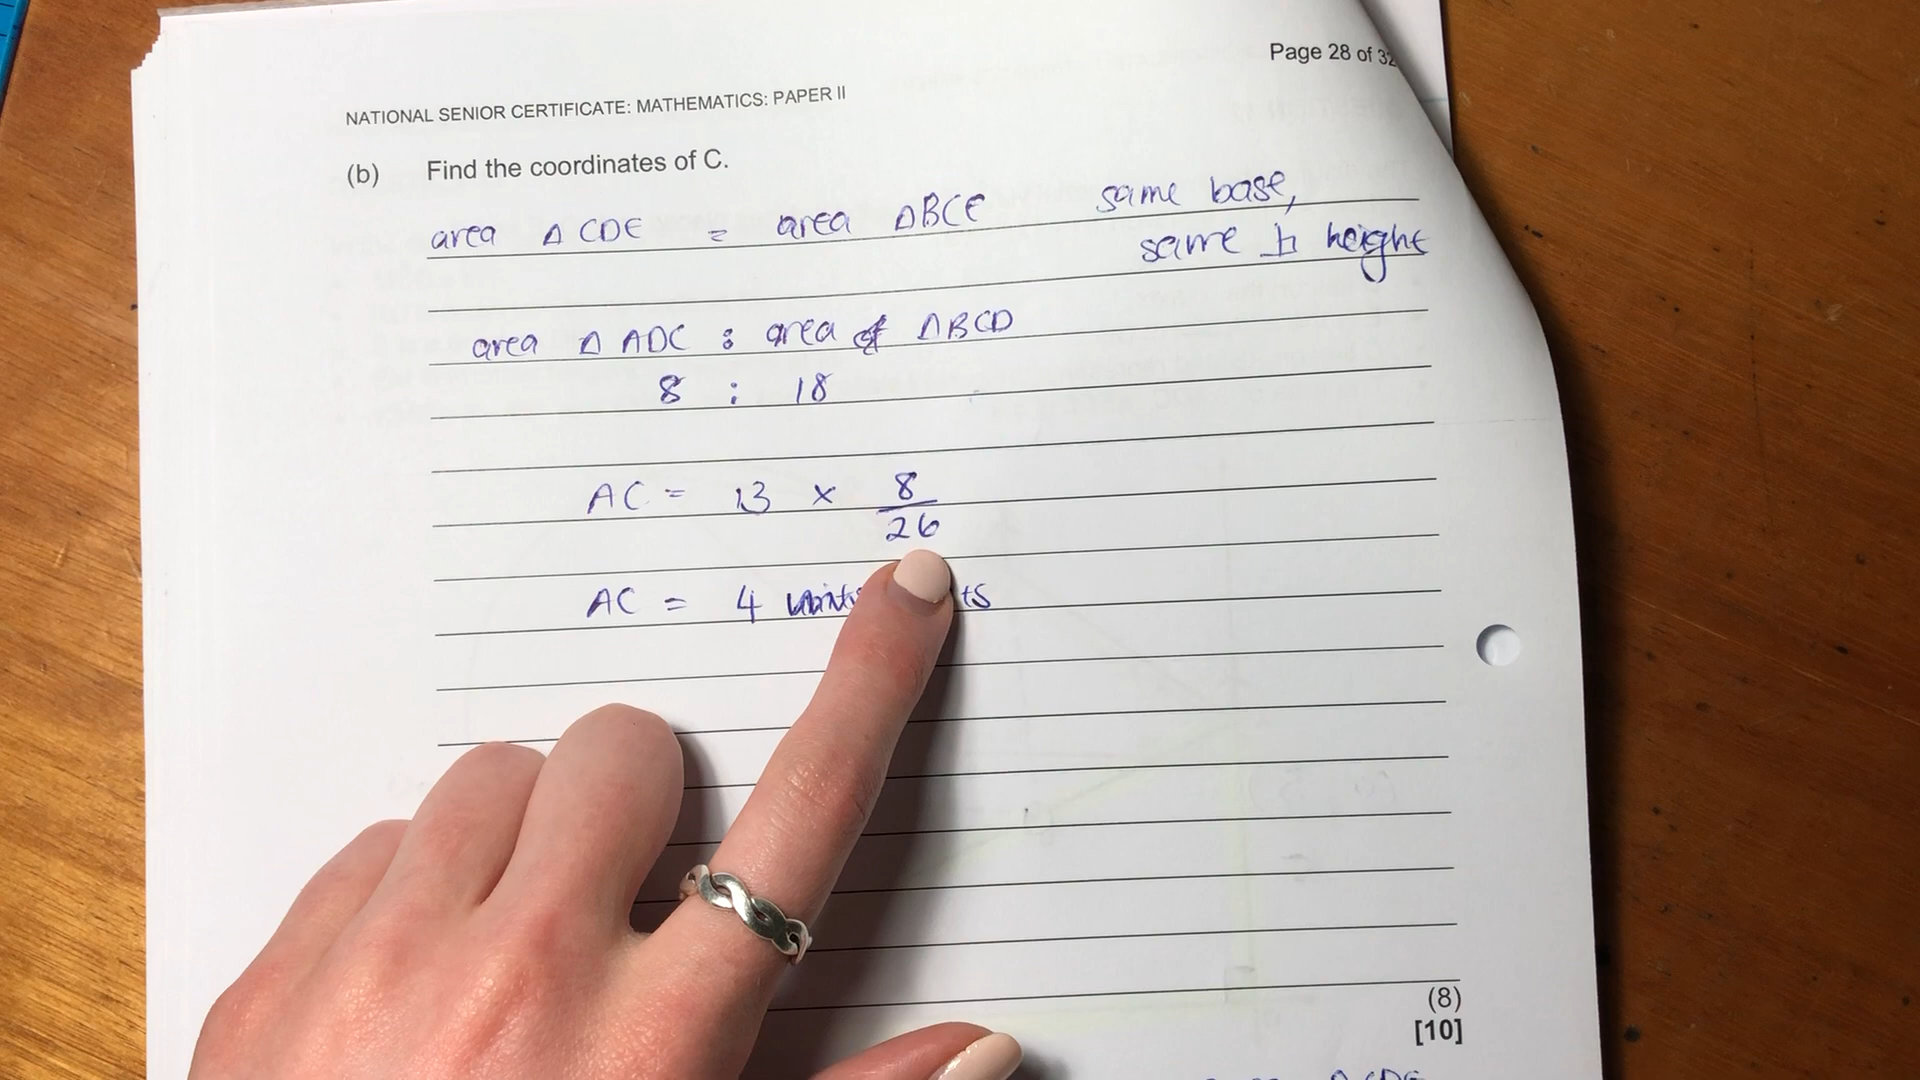 Page 28 of 32
NATIONAL SENIOR CERTIFICATE: MATHEMATICS: PAPER II
(b) Find the coordinates of C.
area Δ CDE = area ΔBCE same base,
same ⊥ height
area Δ ADC : area of ΔBCD
8 : 18
AC = 13 × 8/26
AC = 4 units
(8)
[10]